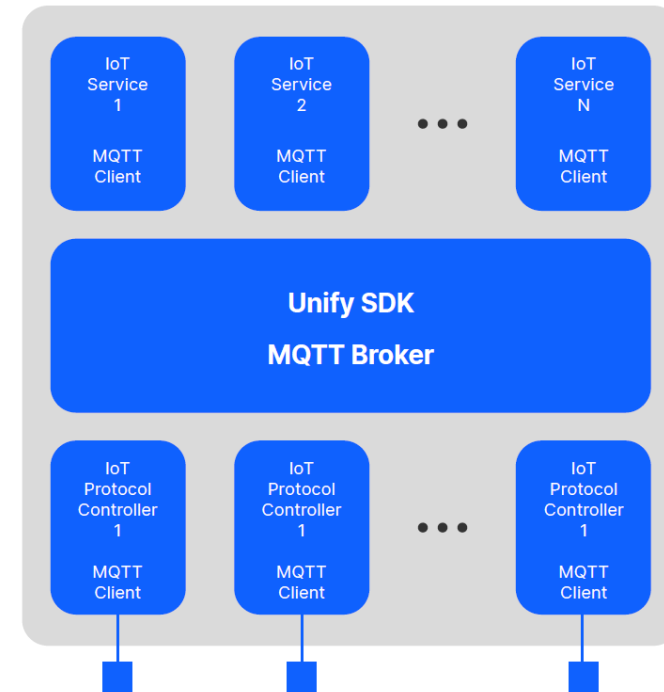 IoT
Service
1
MQTT
Client
IoT
Service
2
MQTT
Client
IoT
Service
N
MQTT
Client
Unify SDK
MQTT Broker
IoT
Protocol
Controller
1
MQTT
Client
IoT
Protocol
Controller
1
MQTT
Client
IoT
Protocol
Controller
1
MQTT
Client